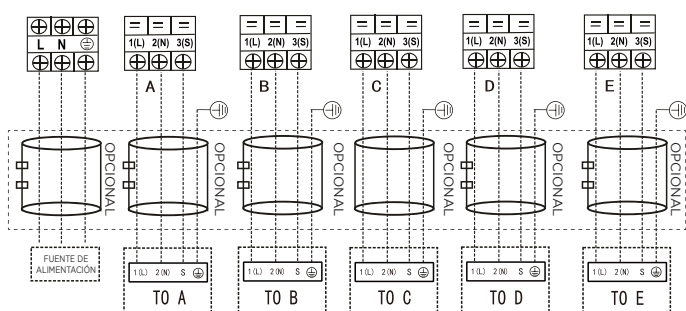 L N
1(L) 2(N) 3(S)
1(L) 2(N) 3(S)
1(L) 2(N) 3(S)
1(L) 2(N) 3(S)
1(L) 2(N) 3(S)
A
B
C
D
E
OPCIONAL
OPCIONAL
OPCIONAL
OPCIONAL
OPCIONAL
OPCIONAL
FUENTE DE
ALIMENTACIÓN
1(L) 2(N) S
TO A
1(L) 2(N) S
TO B
1(L) 2(N) S
TO C
1(L) 2(N) S
TO D
1(L) 2(N) S
TO E